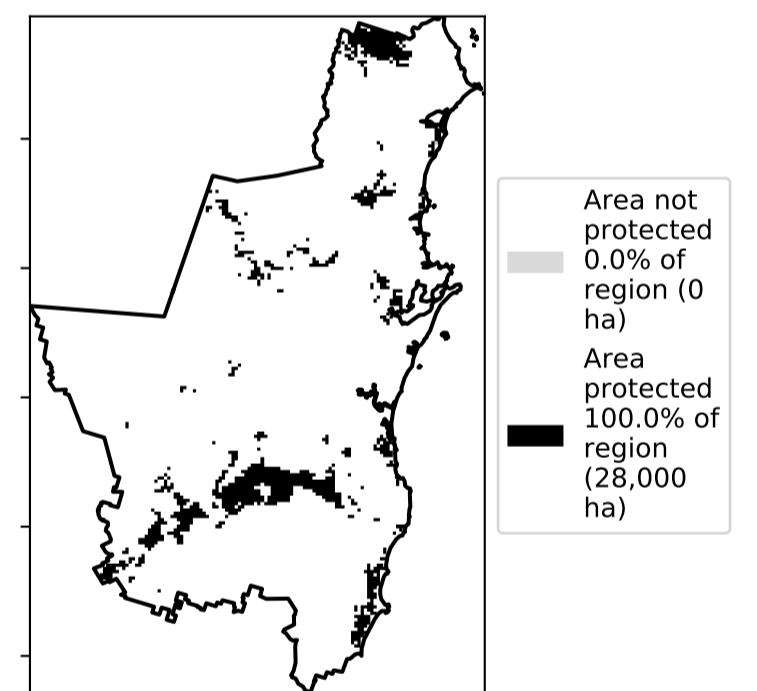 Area not
protected
0.0% of
region (0
ha)
Area
protected
100.0% of
region
(28,000
ha)